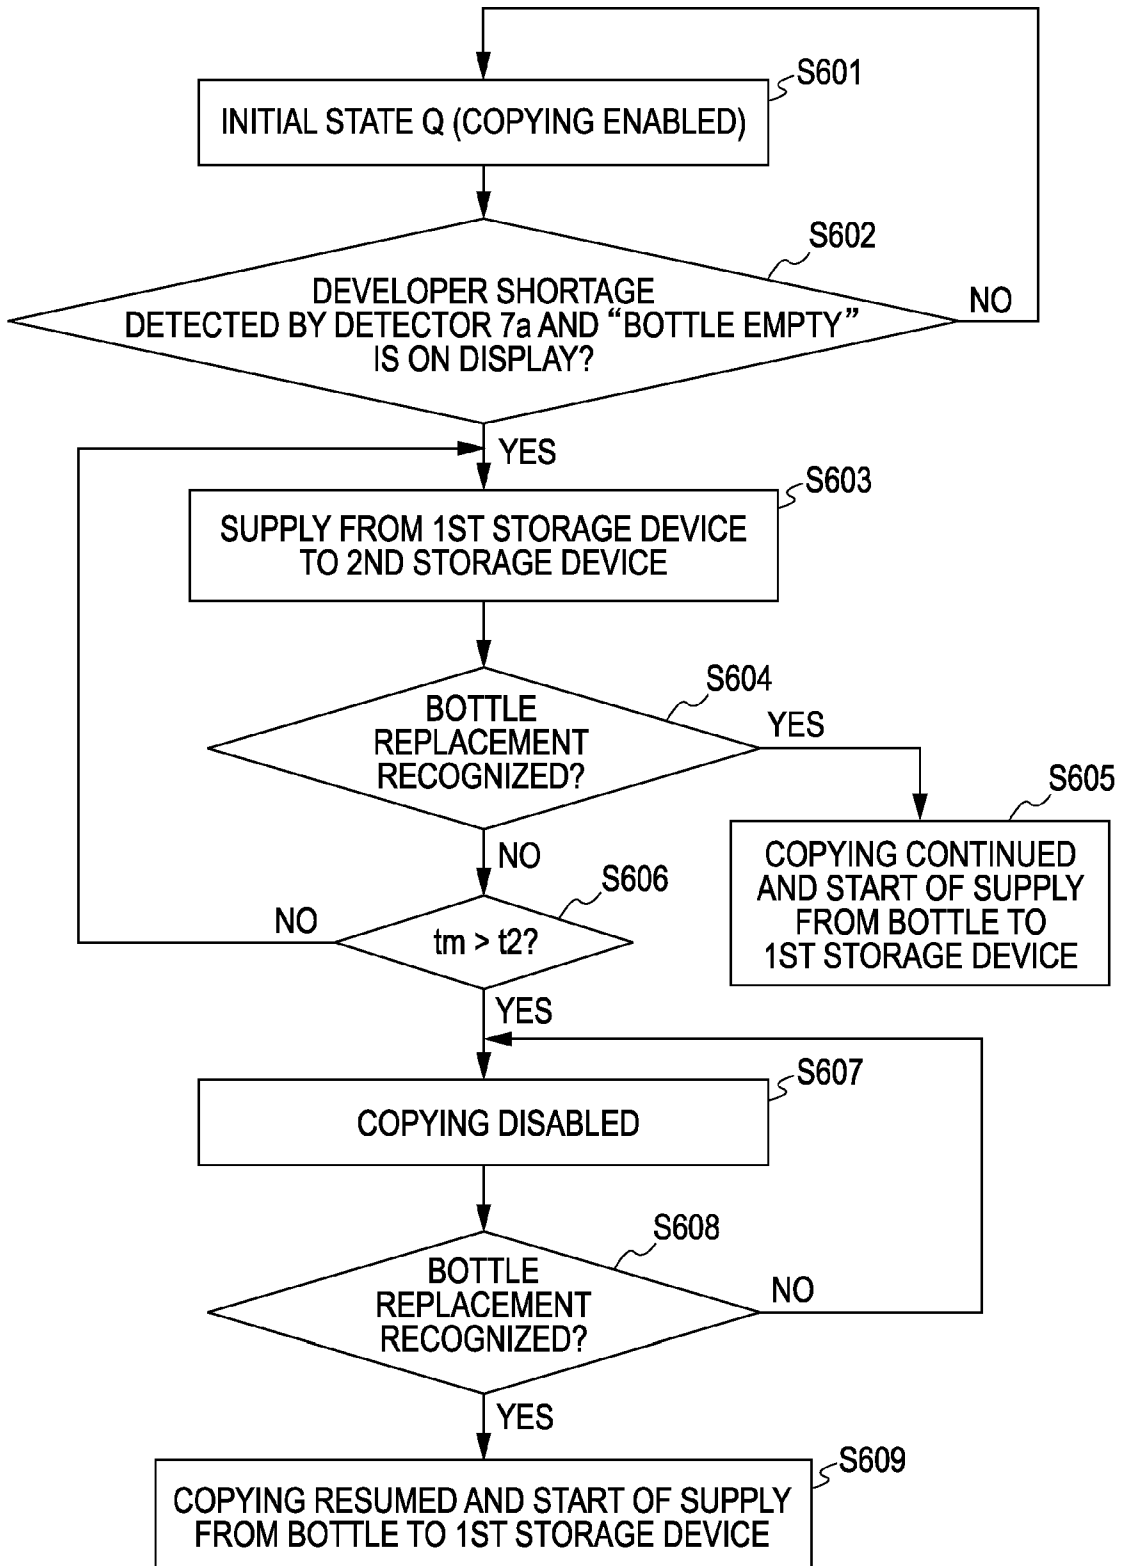 S601
INITIAL STATE Q (COPYING ENABLED)
S602
DEVELOPER SHORTAGE
DETECTED BY DETECTOR 7a AND “BOTTLE EMPTY”
IS ON DISPLAY?
NO
YES
S603
SUPPLY FROM 1ST STORAGE DEVICE
TO 2ND STORAGE DEVICE
S604
BOTTLE
REPLACEMENT
RECOGNIZED?
YES
NO
S605
COPYING CONTINUED
AND START OF SUPPLY
FROM BOTTLE TO
1ST STORAGE DEVICE
S606
tm > t2?
NO
YES
S607
COPYING DISABLED
S608
BOTTLE
REPLACEMENT
RECOGNIZED?
NO
YES
S609
COPYING RESUMED AND START OF SUPPLY
FROM BOTTLE TO 1ST STORAGE DEVICE